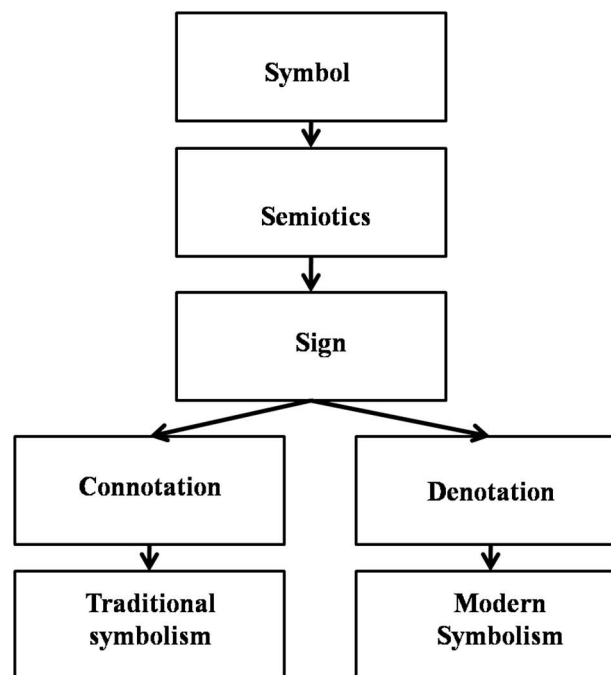 Symbol
Semiotics
Sign
Connotation
Denotation
Traditional
symbolism
Modern
Symbolism